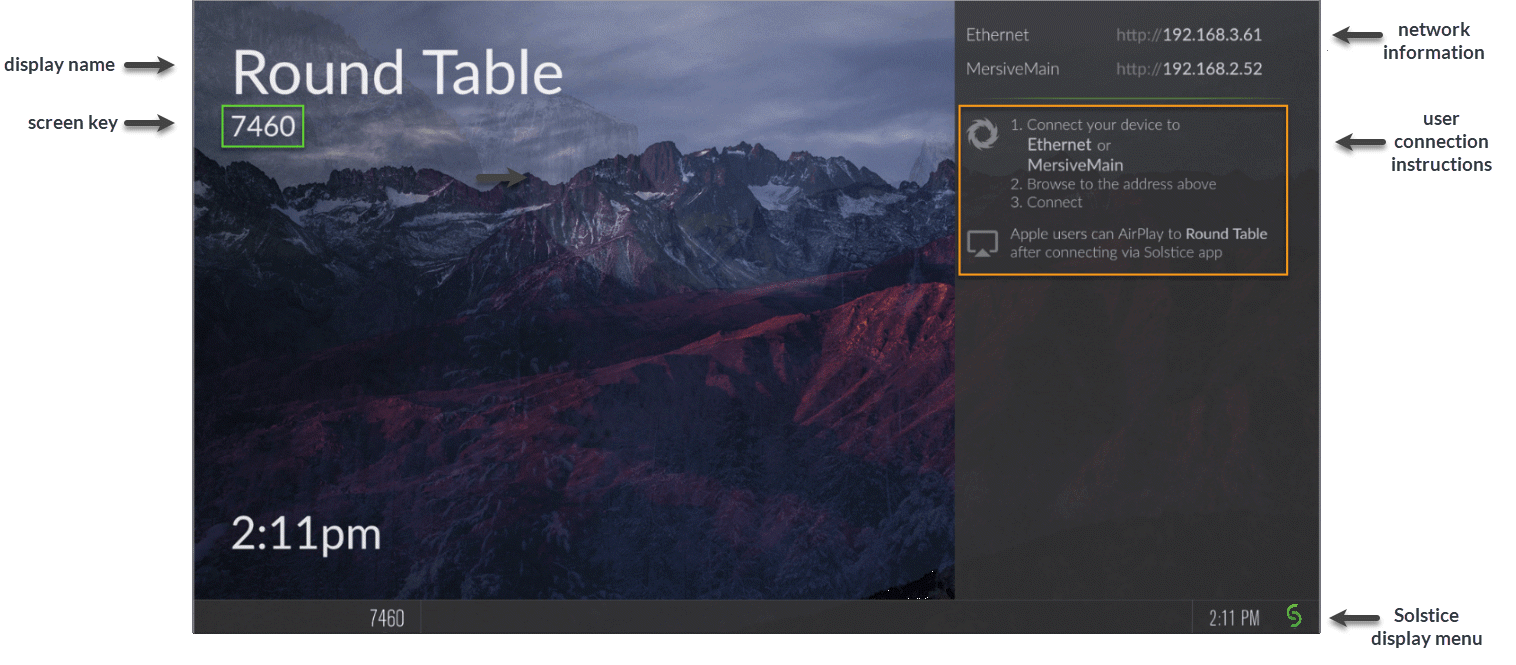 display name
screen key
Round Table
7460
2:11pm
7460
Ethernet http://192.168.3.61
MersiveMain http://192.168.2.52
1. Connect your device to
Ethernet or
MersiveMain
2. Browse to the address above
3. Connect
Apple users can AirPlay to Round Table
after connecting via Solstice app
2:11 PM
network
information
user
connection
instructions
Solstice
display menu